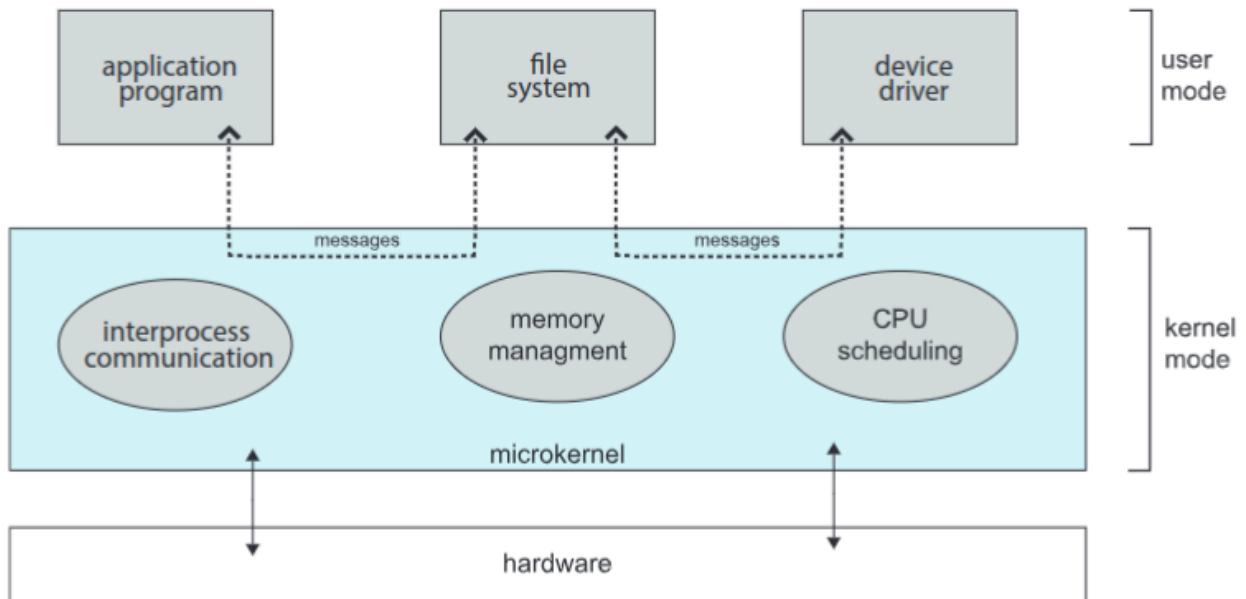 application
program
file
system
device
driver
user
mode
messages
messages
interprocess
communication
memory
managment
CPU
scheduling
kernel
mode
microkernel
hardware